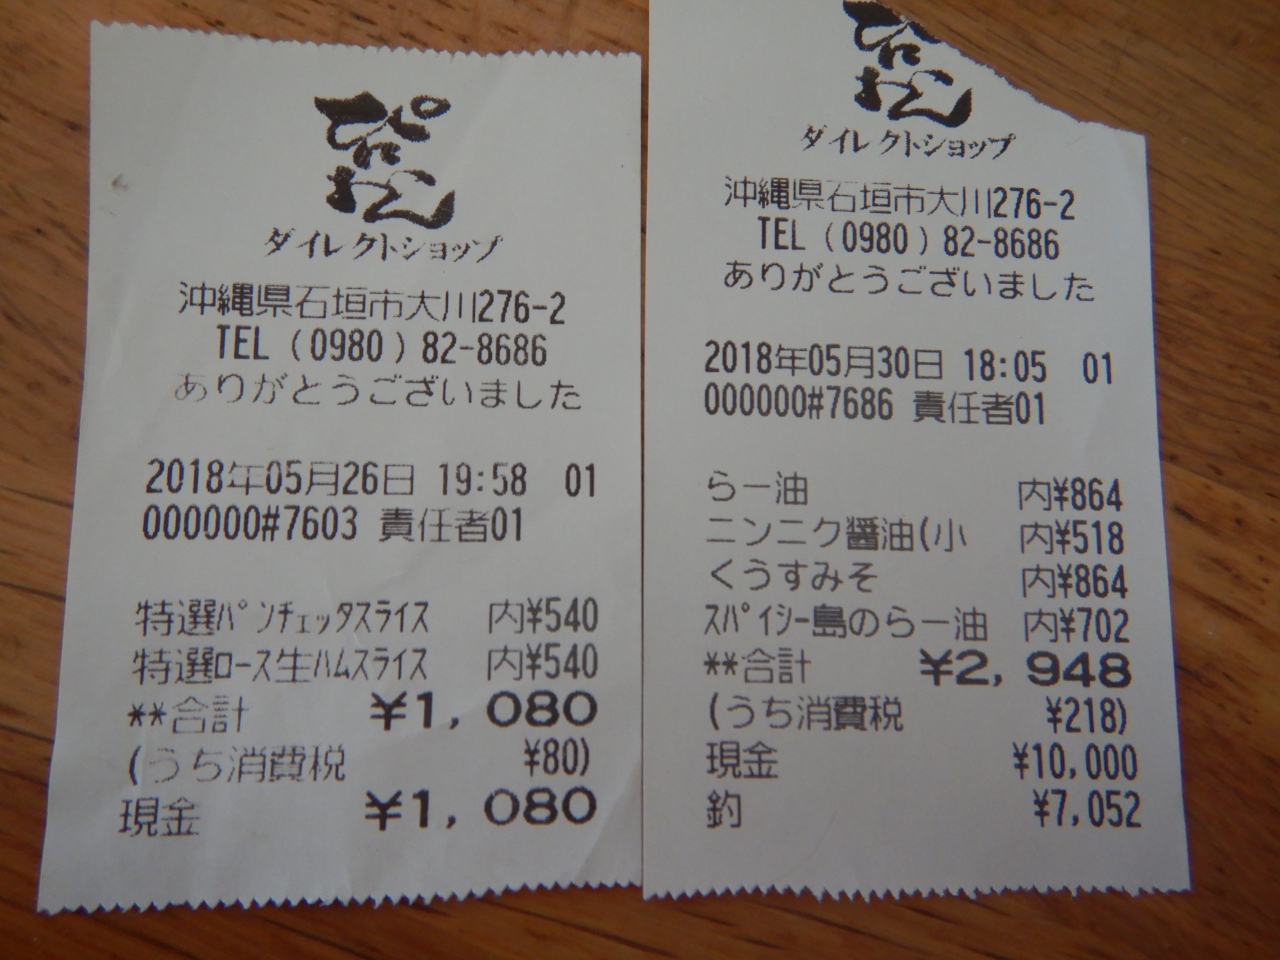 ダイレクトショップ
沖縄県石垣市大川276-2
TEL (0980) 82-8686
ありがとうございました
2018年05月26日 19:58 01
000000#7603 責任者01
特選ﾊﾟﾝﾁｪｯﾀｽﾗｲｽ 内¥540
特選ﾛｰｽ生ﾊﾑｽﾗｲｽ 内¥540
**合計 ¥1, 080
(うち消費税 ¥80)
現金 ¥1, 080
ダイレクトショップ
沖縄県石垣市大川276-2
TEL (0980) 82-8686
ありがとうございました
2018年05月30日 18:05 01
000000#7686 責任者01
らー油 内¥864
ニンニク醤油(小 内¥518
くうすみそ 内¥864
ｽﾊﾟｲｼｰ島のらー油 内¥702
**合計 ¥2, 948
(うち消費税 ¥218)
現金 ¥10,000
釣 ¥7,052